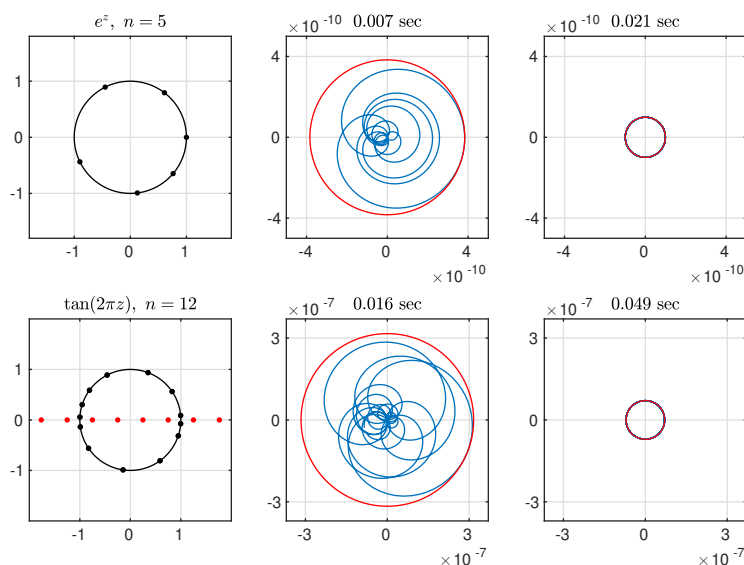 e^z, n = 5
0.007 sec
0.021 sec
× 10 -10
× 10 -10
1
0
-1
-1 0 1
4
0
-4
-4 0 4
× 10 -10
4
0
-4
-4 0 4
× 10 -10
tan(2πz), n = 12
0.016 sec
0.049 sec
× 10 -7
× 10 -7
1
0
-1
-1 0 1
3
0
-3
-3 0 3
× 10 -7
3
0
-3
-3 0 3
× 10 -7